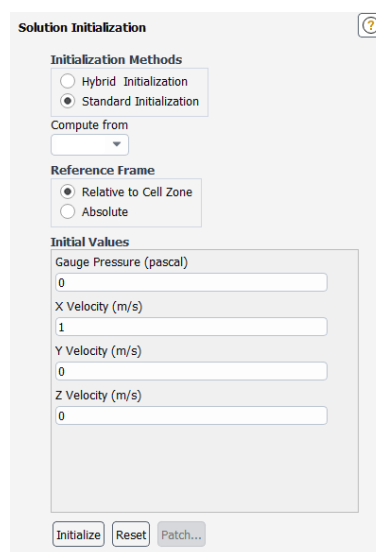 Solution Initialization
?
Initialization Methods
Hybrid Initialization
Standard Initialization
Compute from
Reference Frame
Relative to Cell Zone
Absolute
Initial Values
Gauge Pressure (pascal)
0
X Velocity (m/s)
1
Y Velocity (m/s)
0
Z Velocity (m/s)
0
Initialize Reset Patch...